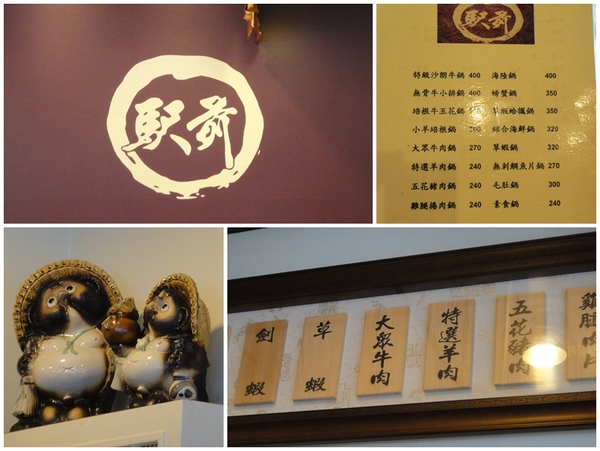 駅前
駅前
特級沙朗牛鍋 400 海陸鍋 400
無骨牛小排鍋 400 螃蟹鍋 350
培根牛五花鍋 草蝦蛤蠣鍋 350
小羊培根鍋 綜合海鮮鍋 320
大眾牛肉鍋 270 草蝦鍋 320
特選羊肉鍋 240 無刺鯛魚片鍋 270
五花豬肉鍋 240 毛肚鍋 300
雞腿捲肉鍋 240 素食鍋 240
劍蝦
草蝦
大眾牛肉
特選羊肉
五花豬肉
雞腿肉片